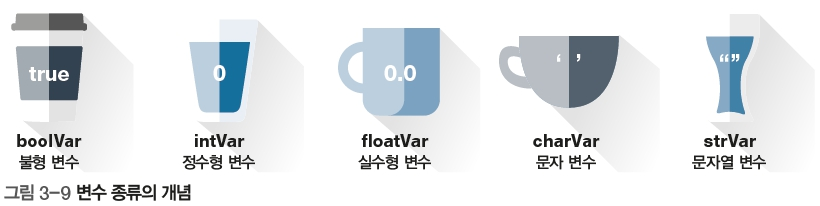 true 0 0.0 ‘ ’ “”
boolVar intVar floatVar charVar strVar
불형 변수 정수형 변수 실수형 변수 문자 변수 문자열 변수
그림 3-9 변수 종류의 개념